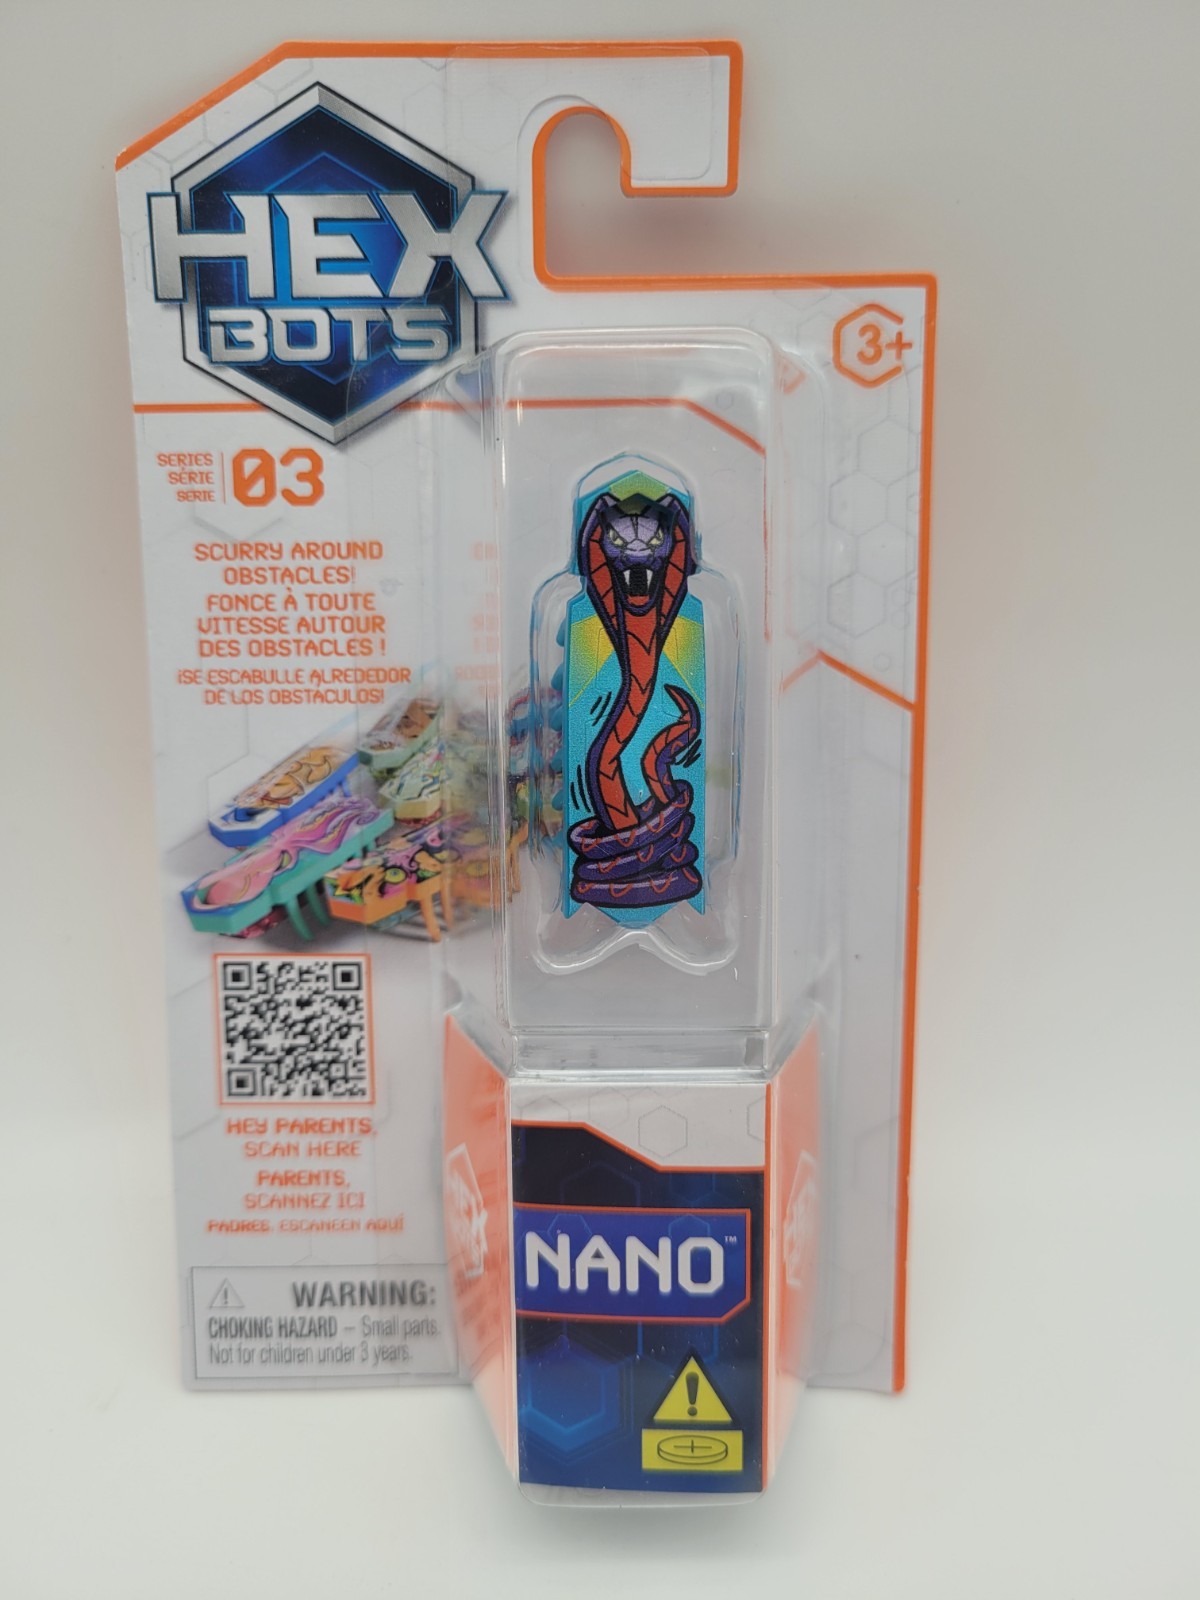 HEX
BOTS
3+
SERIES
SÉRIE
SERIE
03
SCURRY AROUND
OBSTACLES!
FONCE À TOUTE
VITESSE AUTOUR
DES OBSTACLES !
¡SE ESCABULLE ALREDEDOR
DE LOS OBSTÁCULOS!
HEY PARENTS,
SCAN HERE
PARENTS,
SCANNEZ ICI
PADRES, ESCANEEN AQUÍ
WARNING:
CHOKING HAZARD – Small parts.
Not for children under 3 years.
NANO™